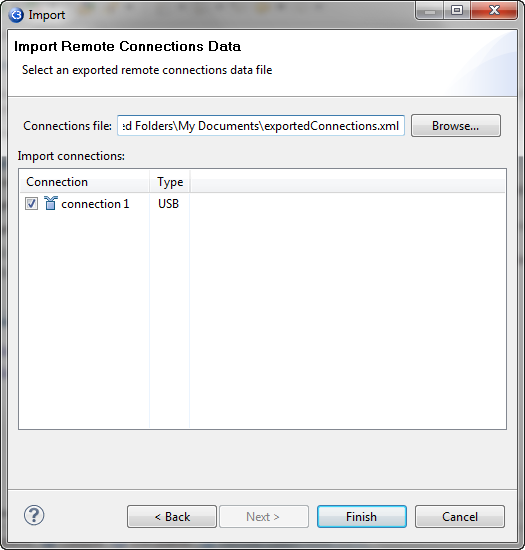 Import
Import Remote Connections Data
Select an exported remote connections data file
Connections file: ed Folders\My Documents\exportedConnections.xml Browse...
Import connections:
Connection Type
connection 1 USB
? < Back Next > Finish Cancel